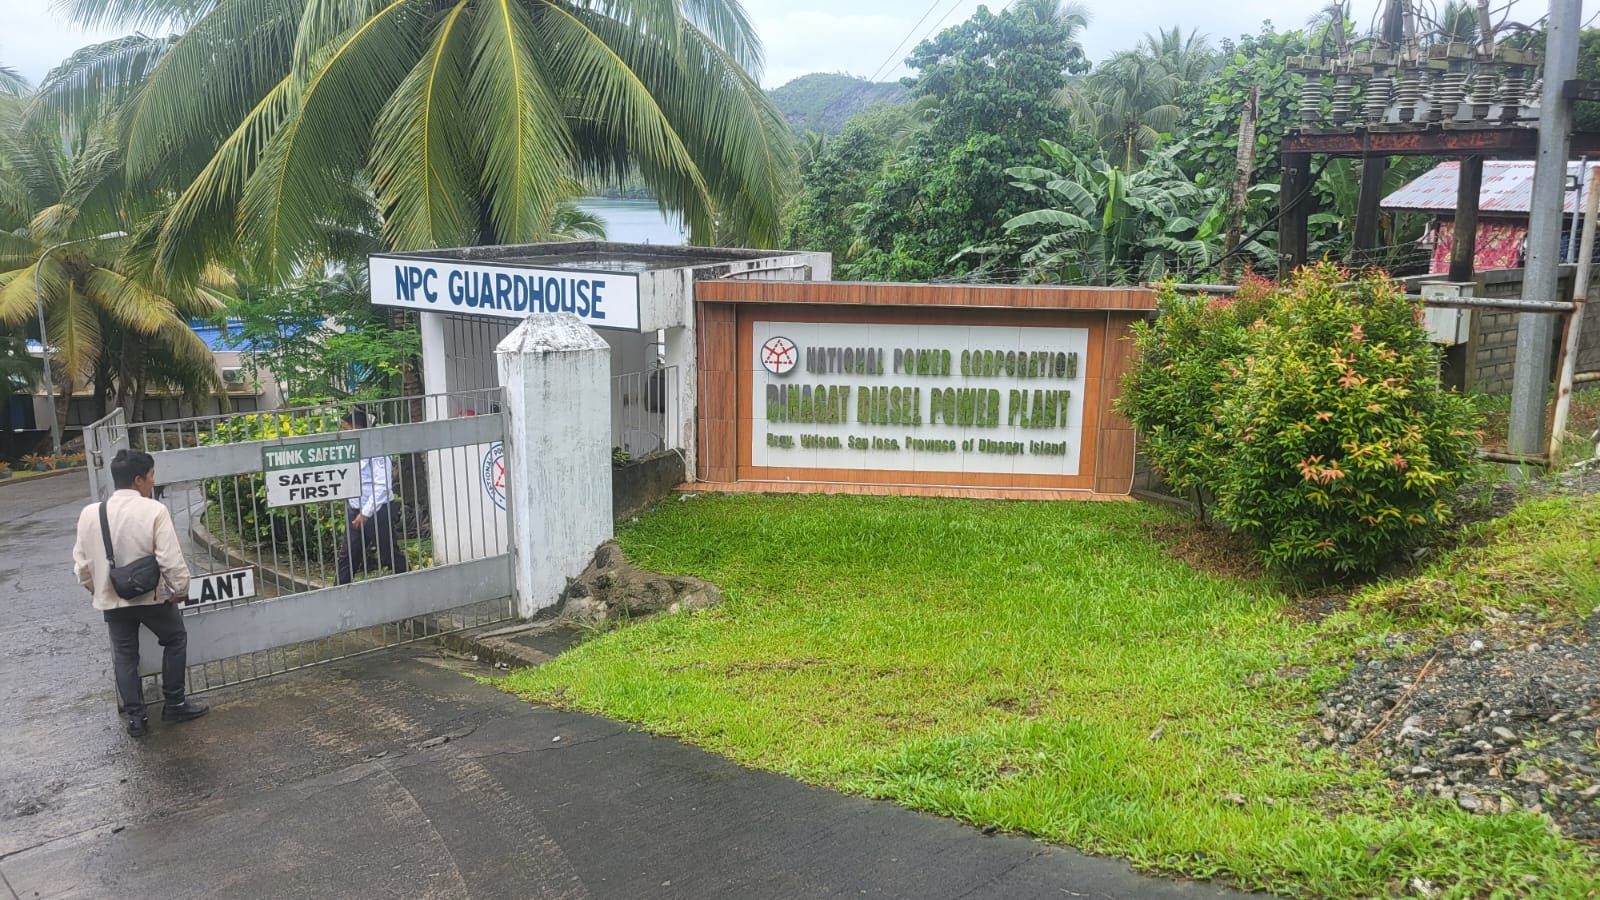 NPC GUARDHOUSE
NATIONAL POWER CORPORATION
DINAGAT DIESEL POWER PLANT
Brgy. Wilson, San Jose, Province of Dinagat Island
THINK SAFETY!
SAFETY
FIRST
LANT